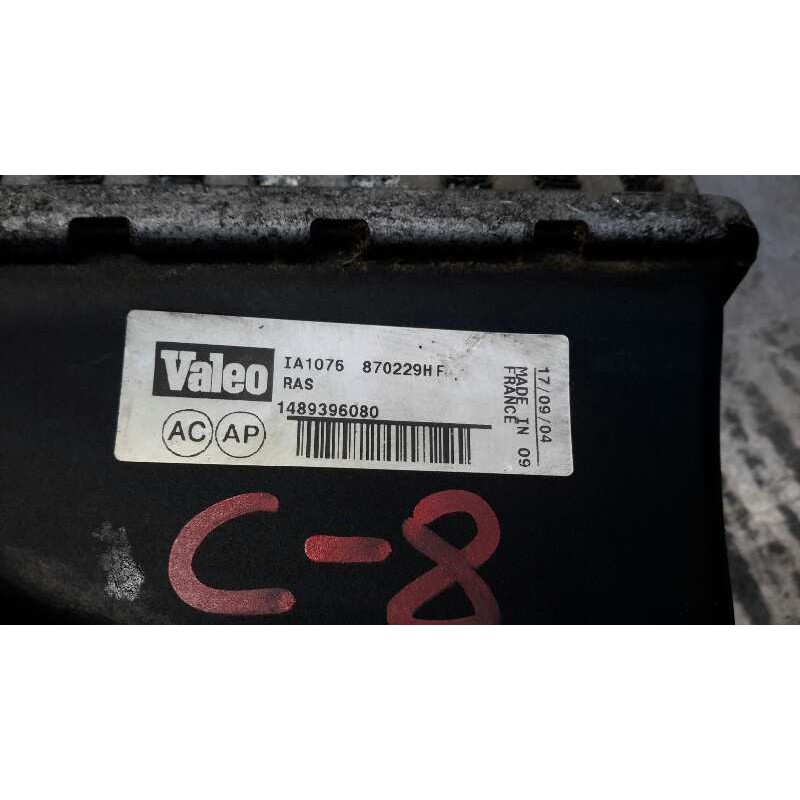 Valeo
IA1076 870229H F
RAS
1489396080
AC AP
17/09/04
MADE IN 09
FRANCE
C-8